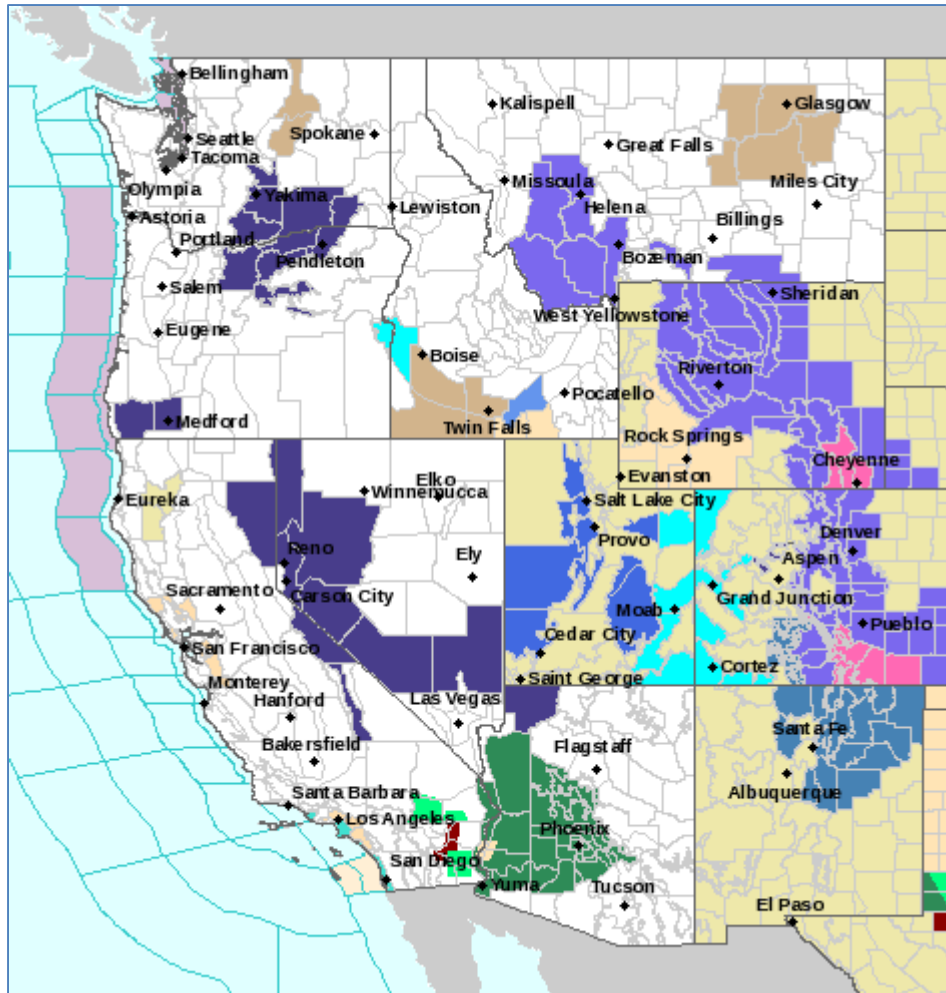 Bellingham
Kalispell
Glasgow
Seattle
Spokane
Great Falls
Tacoma
Missoula
Miles City
Olympia
Yakima
Lewiston
Helena
Astoria
Billings
Portland
Bozeman
Pendleton
Salem
Sheridan
West Yellowstone
Eugene
Boise
Riverton
Pocatello
Medford
Twin Falls
Rock Springs
Cheyenne
Elko
Evanston
Winnemucca
Eureka
Salt Lake City
Provo
Denver
Reno
Ely
Aspen
Sacramento
Carson City
Grand Junction
Moab
Pueblo
San Francisco
Cedar City
Cortez
Saint George
Monterey
Hanford
Las Vegas
Santa Fe
Bakersfield
Flagstaff
Albuquerque
Santa Barbara
Los Angeles
Phoenix
San Diego
Yuma
Tucson
El Paso